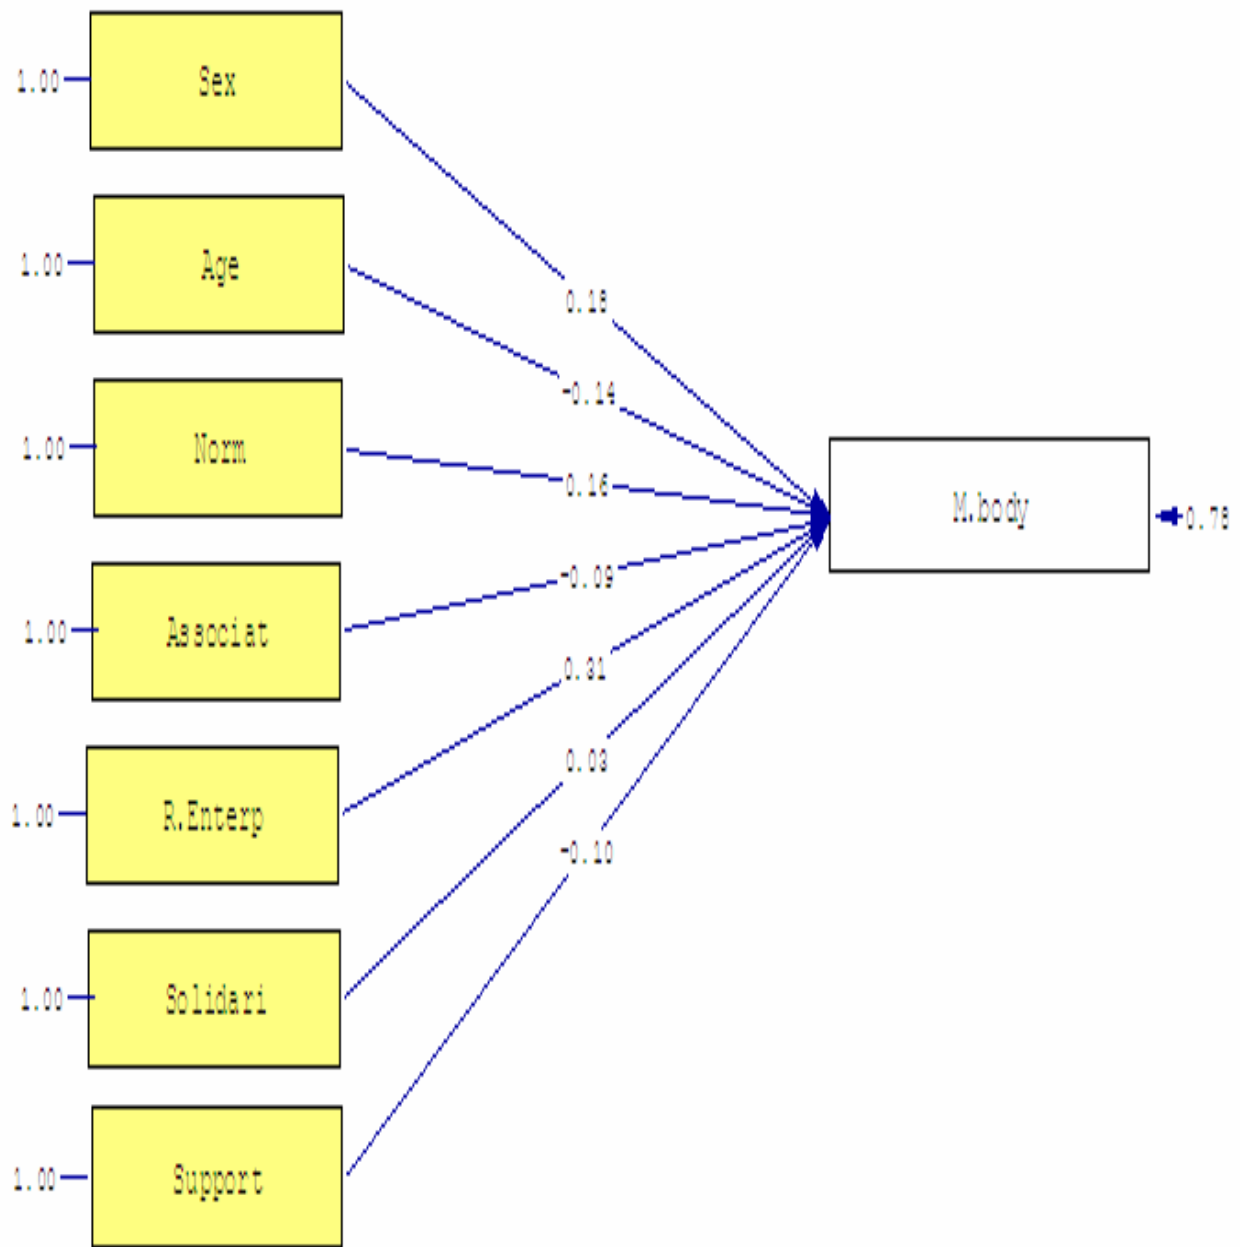 1.00 Sex
0.18
1.00 Age
-0.14
1.00 Norm
0.16
M.body
0.78
1.00 Associat
-0.09
1.00 R.Enterp
0.31
1.00 Solidari
0.03
1.00 Support
-0.10